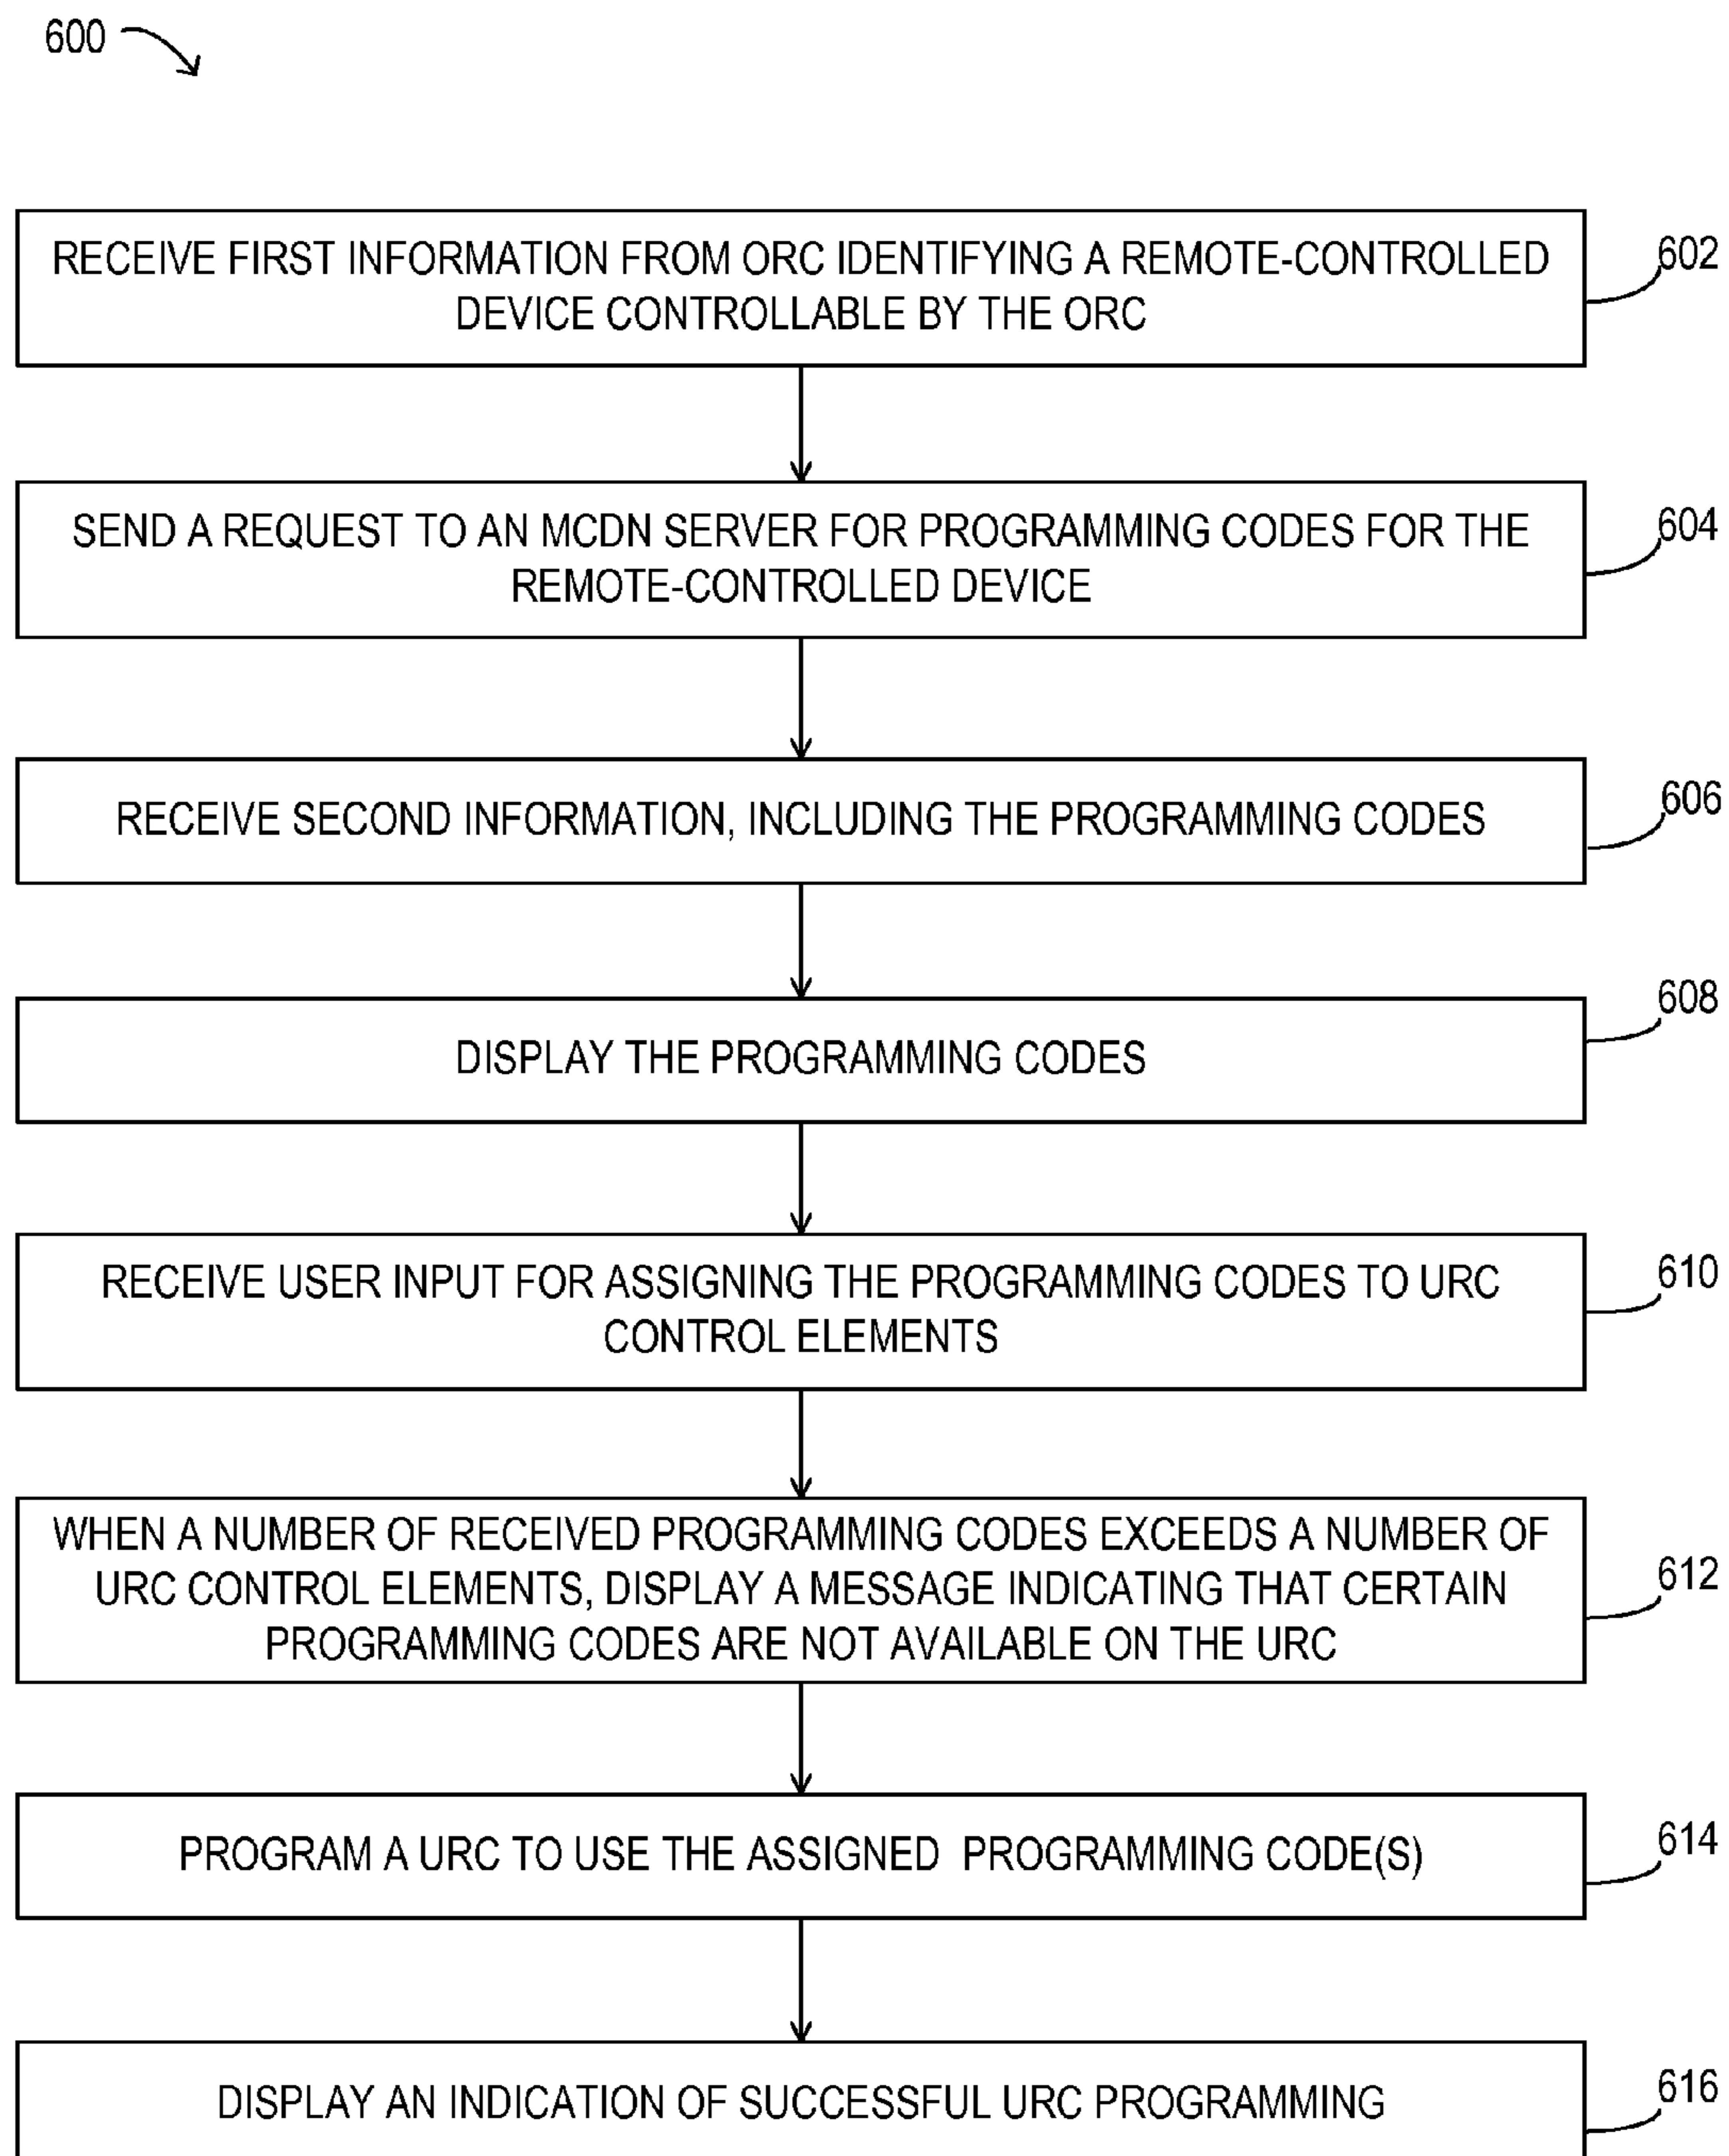 600
RECEIVE FIRST INFORMATION FROM ORC IDENTIFYING A REMOTE-CONTROLLED
DEVICE CONTROLLABLE BY THE ORC
602
SEND A REQUEST TO AN MCDN SERVER FOR PROGRAMMING CODES FOR THE
REMOTE-CONTROLLED DEVICE
604
RECEIVE SECOND INFORMATION, INCLUDING THE PROGRAMMING CODES
606
DISPLAY THE PROGRAMMING CODES
608
RECEIVE USER INPUT FOR ASSIGNING THE PROGRAMMING CODES TO URC
CONTROL ELEMENTS
610
WHEN A NUMBER OF RECEIVED PROGRAMMING CODES EXCEEDS A NUMBER OF
URC CONTROL ELEMENTS, DISPLAY A MESSAGE INDICATING THAT CERTAIN
PROGRAMMING CODES ARE NOT AVAILABLE ON THE URC
612
PROGRAM A URC TO USE THE ASSIGNED PROGRAMMING CODE(S)
614
DISPLAY AN INDICATION OF SUCCESSFUL URC PROGRAMMING
616